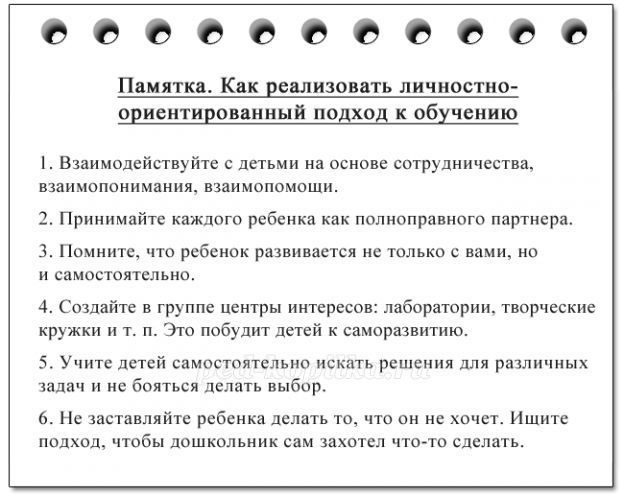 Памятка. Как реализовать личностно-
ориентированный подход к обучению
1. Взаимодействуйте с детьми на основе сотрудничества,
взаимопонимания, взаимопомощи.
2. Принимайте каждого ребенка как полноправного партнера.
3. Помните, что ребенок развивается не только с вами, но
и самостоятельно.
4. Создайте в группе центры интересов: лаборатории, творческие
кружки и т. п. Это побудит детей к саморазвитию.
5. Учите детей самостоятельно искать решения для различных
задач и не бояться делать выбор.
6. Не заставляйте ребенка делать то, что он не хочет. Ищите
подход, чтобы дошкольник сам захотел что-то сделать.